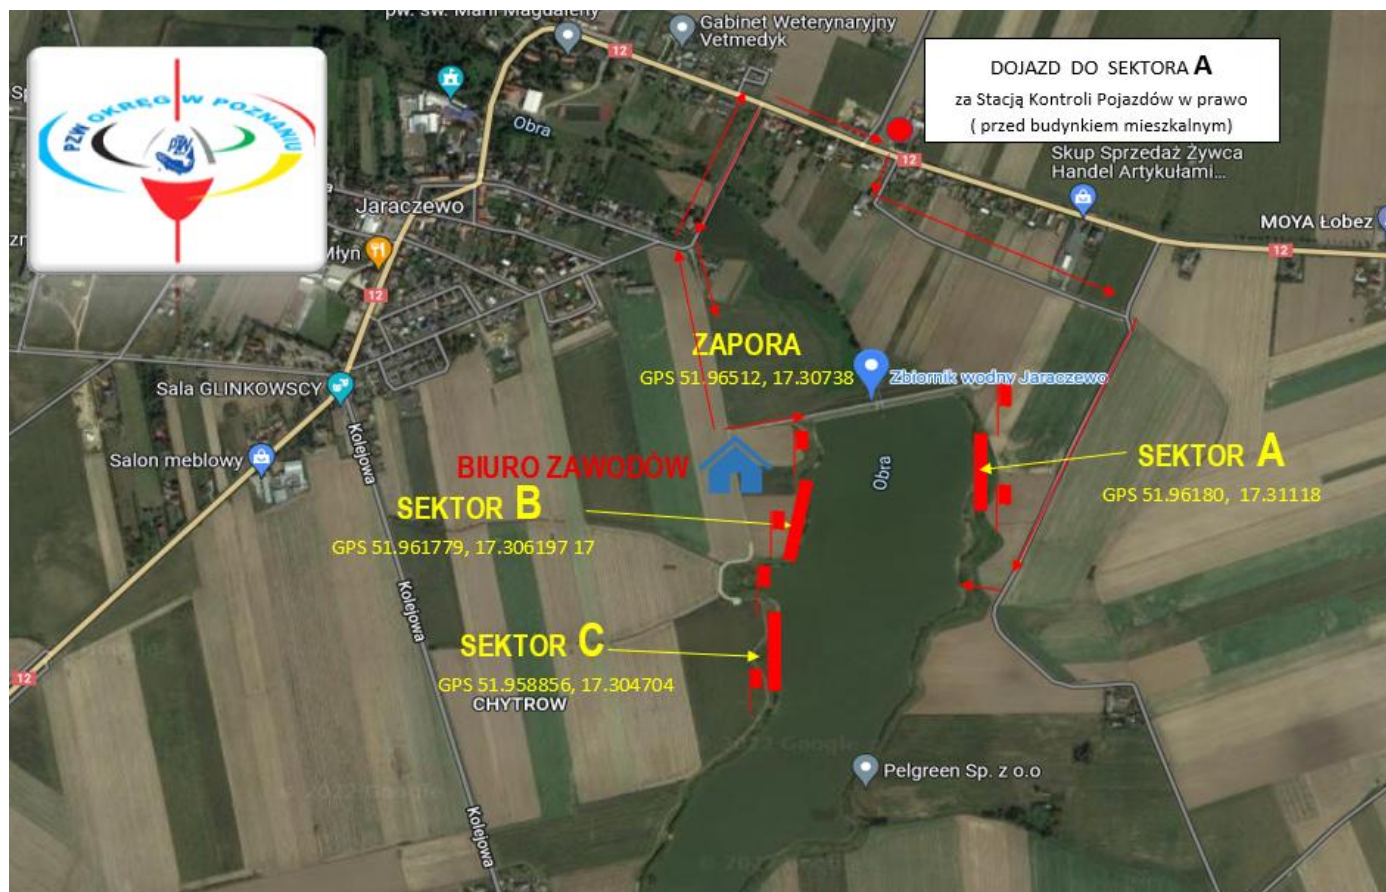 pw. św. Marii Magdaleny
Gabinet Weterynaryjny
Vetmedyk
12
DOJAZD DO SEKTORA A
za Stacją Kontroli Pojazdów w prawo
( przed budynkiem mieszkalnym)
PZW OKRĘG W POZNANIU
PZW
Obra
12
Skup Sprzedaż Żywca
Handel Artykułami...
Jaraczewo
MOYA Łobez
Młyn
12
12
ZAPORA
GPS 51.96512, 17.30738
Zbiornik wodny Jaraczewo
Sala GLINKOWSCY
Kolejowa
Salon meblowy
BIURO ZAWODÓW
Obra
SEKTOR A
GPS 51.96180, 17.31118
SEKTOR B
GPS 51.961779, 17.306197 17
Kolejowa
SEKTOR C
GPS 51.958856, 17.304704
CHYTROW
12
2022 Google
Pelgreen Sp. z o.o
Kolejowa